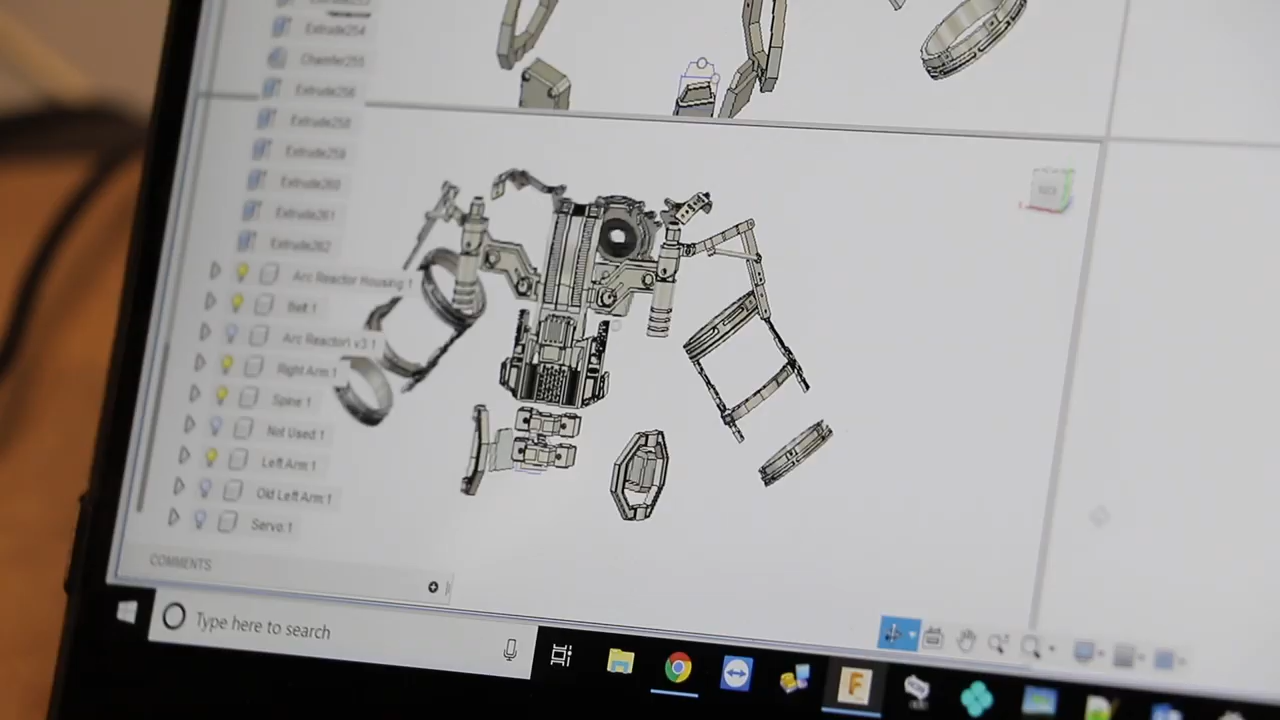 Extrude254
Chamfer255
Extrude256
Extrude258
Extrude259
Extrude260
Extrude261
Extrude262
Arc Reactor Housing:1
Belt:1
Arc Reactor v3:1
Right Arm:1
Spine:1
Not Used:1
Left Arm:1
Old Left Arm:1
Servo:1
COMMENTS
BACK
Type here to search